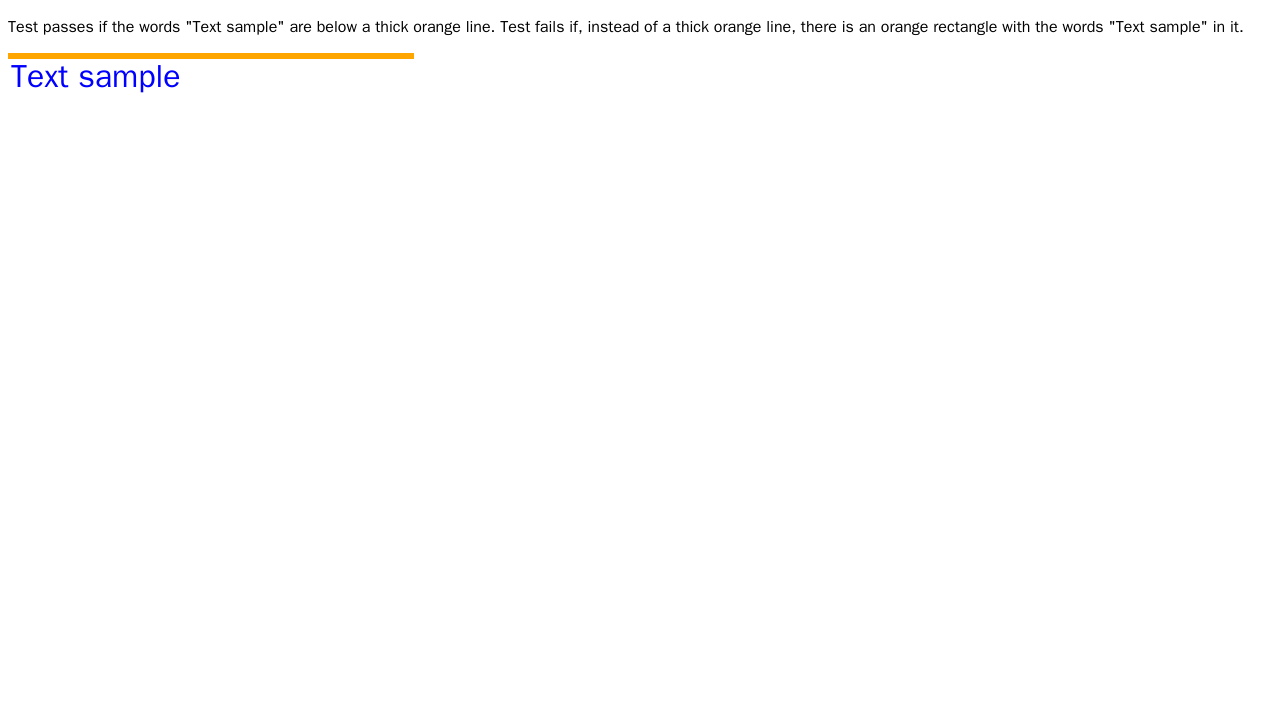 Test passes if the words "Text sample" are below a thick orange line. Test fails if, instead of a thick orange line, there is an orange rectangle with the words "Text sample" in it.
Text sample